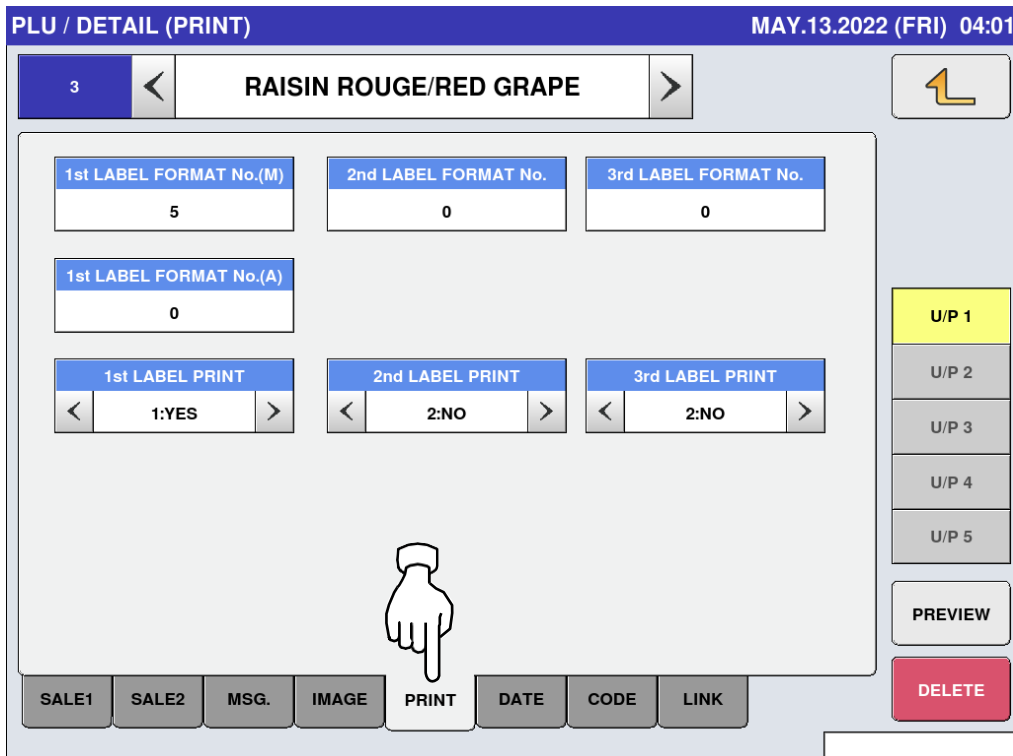 PLU / DETAIL (PRINT) MAY.13.2022 (FRI) 04:01
3 RAISIN ROUGE/RED GRAPE
1st LABEL FORMAT No.(M) 2nd LABEL FORMAT No. 3rd LABEL FORMAT No.
5 0 0
1st LABEL FORMAT No.(A)
0
U/P 1
1st LABEL PRINT 2nd LABEL PRINT 3rd LABEL PRINT
1:YES 2:NO 2:NO
U/P 2
U/P 3
U/P 4
U/P 5
PREVIEW
SALE1 SALE2 MSG. IMAGE PRINT DATE CODE LINK
DELETE